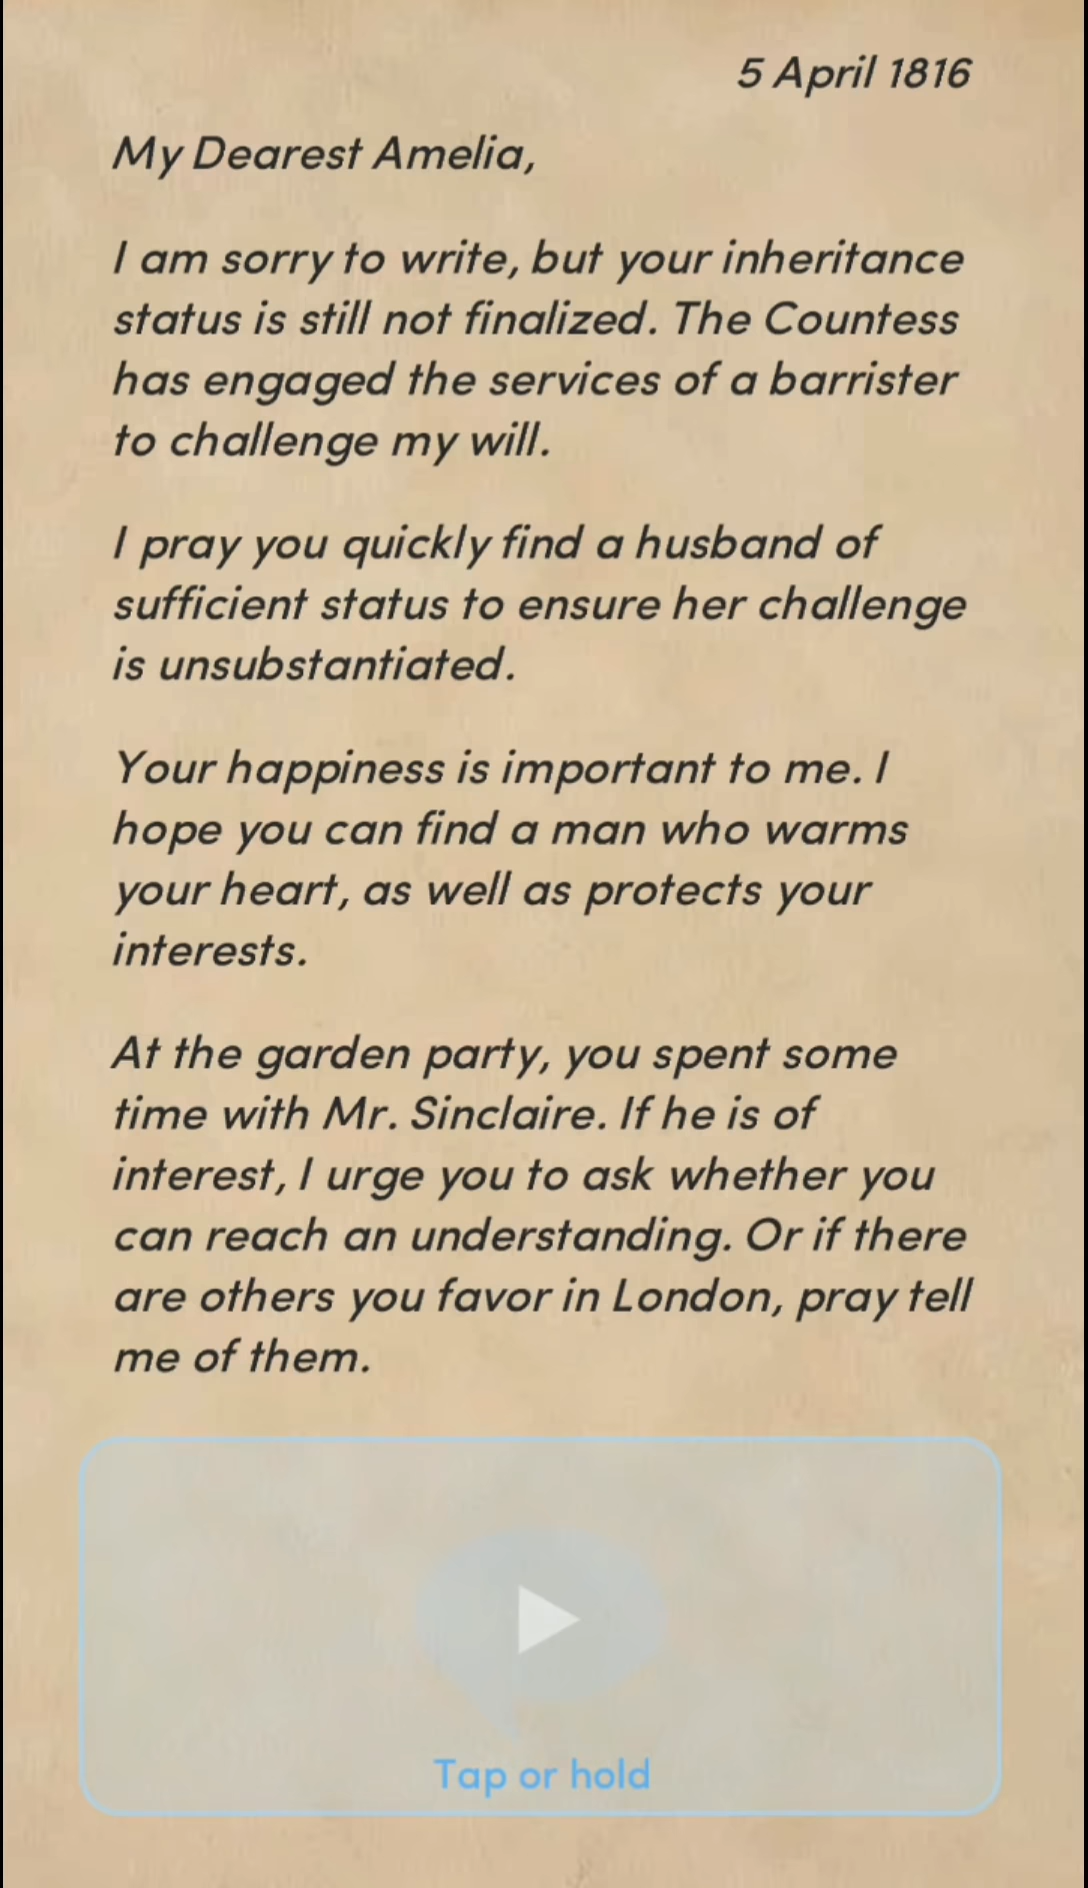 5 April 1816
My Dearest Amelia,
I am sorry to write, but your inheritance
status is still not finalized. The Countess
has engaged the services of a barrister
to challenge my will.
I pray you quickly find a husband of
sufficient status to ensure her challenge
is unsubstantiated.
Your happiness is important to me. I
hope you can find a man who warms
your heart, as well as protects your
interests.
At the garden party, you spent some
time with Mr. Sinclaire. If he is of
interest, I urge you to ask whether you
can reach an understanding. Or if there
are others you favor in London, pray tell
me of them.
Tap or hold